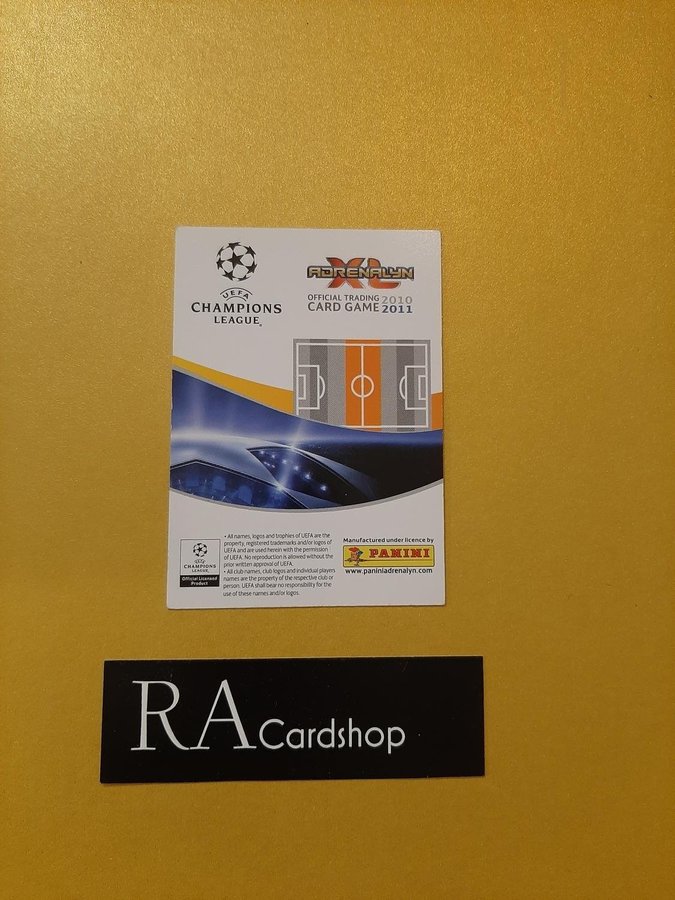 UEFA
CHAMPIONS
LEAGUE
ADRENALYN
XL
OFFICIAL TRADING 2010
CARD GAME 2011
• All names, logos and trophies of UEFA are the
property, registered trademarks and/or logos of
UEFA and are used herein with the permission
of UEFA. No reproduction is allowed without the
prior written approval of UEFA.
• All club names, club logos and individual players
names are the property of the respective club or
person. UEFA shall bear no responsibility for the
use of these names and/or logos.
UEFA
CHAMPIONS
LEAGUE
Official Licensed
Product
Manufactured under licence by
PANINI
www.paniniadrenalyn.com
RA Cardshop